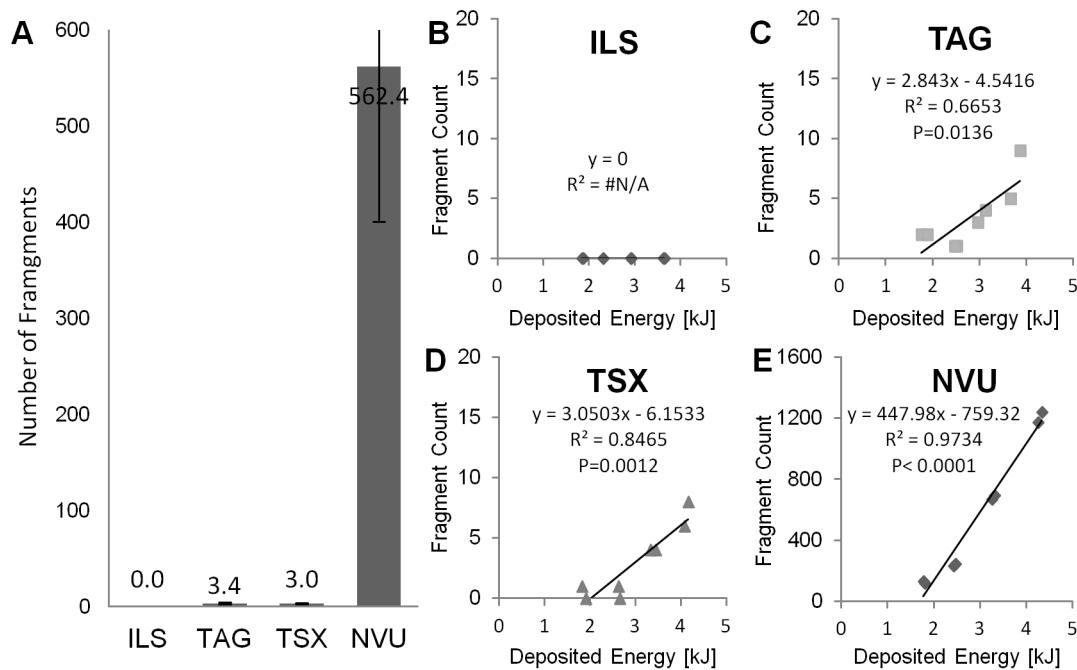 A
Number of Framgments
600
500
400
300
200
100
0
0.0
3.4
3.0
562.4
ILS TAG TSX NVU
B
ILS
Fragment Count
20
15
10
5
0
y = 0
R² = #N/A
0 1 2 3 4 5
Deposited Energy [kJ]
C
TAG
Fragment Count
20
15
10
5
0
y = 2.843x - 4.5416
R² = 0.6653
P=0.0136
0 1 2 3 4 5
Deposited Energy [kJ]
D
TSX
Fragment Count
20
15
10
5
0
y = 3.0503x - 6.1533
R² = 0.8465
P=0.0012
0 1 2 3 4 5
Deposited Energy [kJ]
E
NVU
Fragment Count
1600
1200
800
400
0
y = 447.98x - 759.32
R² = 0.9734
P< 0.0001
0 1 2 3 4 5
Deposited Energy [kJ]